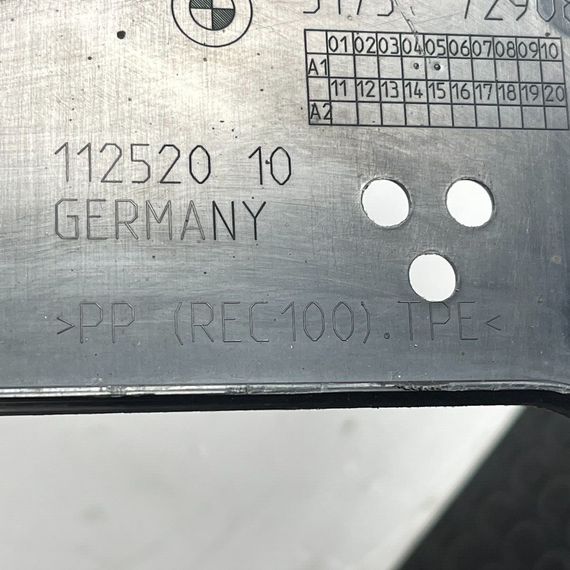 01 02 03 04 05 06 07 08 09 10
A1
11 12 13 14 15 16 17 18 19 20
A2
112520 10
GERMANY
>PP (REC100).TPE<